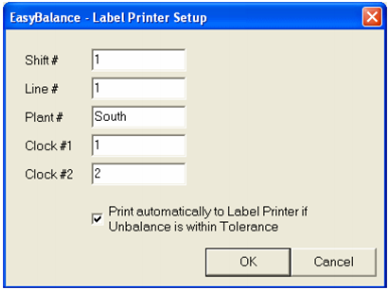 EasyBalance - Label Printer Setup
Shift # 1
Line # 1
Plant # South
Clock #1 1
Clock #2 2
Print automatically to Label Printer if
Unbalance is within Tolerance
OK Cancel